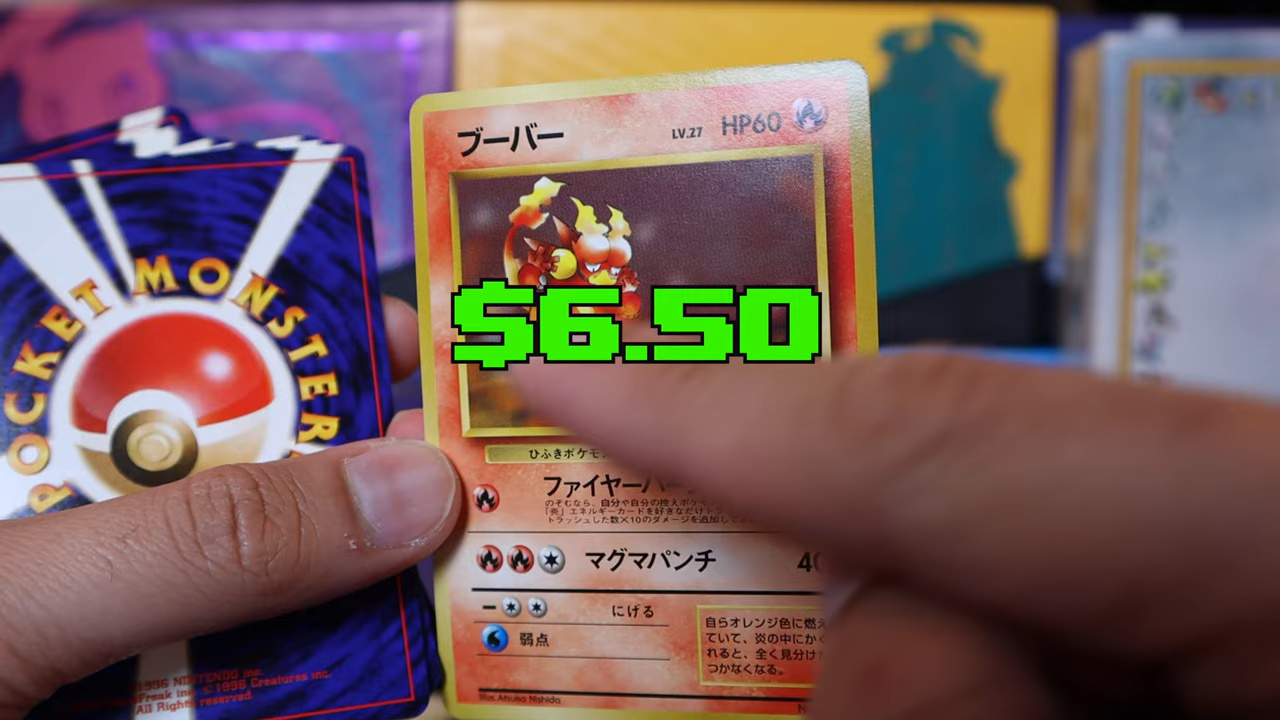 POCKET MONSTER
1996 NINTENDO inc.
Freak inc. ©1996 Creatures inc.
All Rights reserved.
ブーバー LV.27 HP60
$6.50
ひふきポケモン
ファイヤー
のぞむなら、自分や自分の控えポケ
「炎」エネルギーカードを好きなだけト
トラッシュした数×10のダメージを追加して
マグマパンチ
にげる
弱点
自らオレンジ色に燃え
ていて、炎の中にかく
れると、全く見分けが
つかなくなる。
Illus. Atsuko Nishida